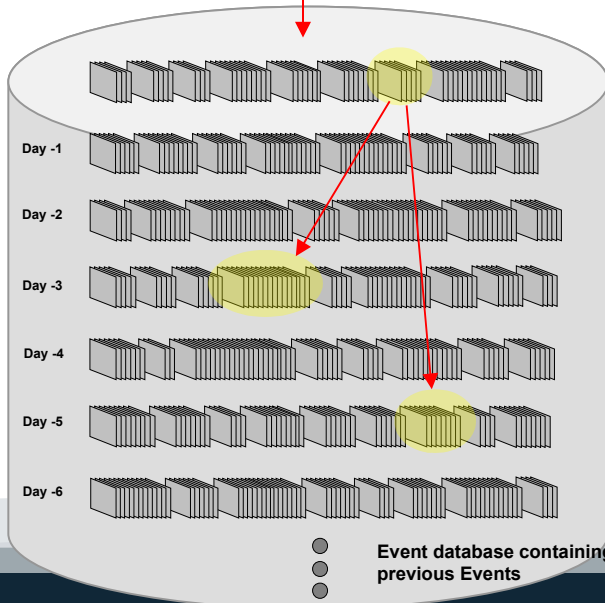 Day -1
Day -2
Day -3
Day -4
Day -5
Day -6
Event database containing
previous Events